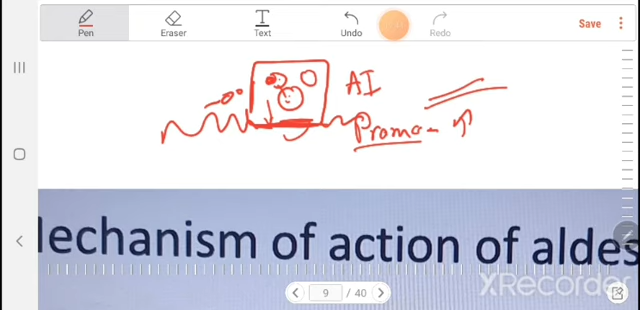 Pen
Eraser
Text
Undo
Redo
Save
AI
Promo-
lechanism of action of aldes
XRecorder
9 / 40